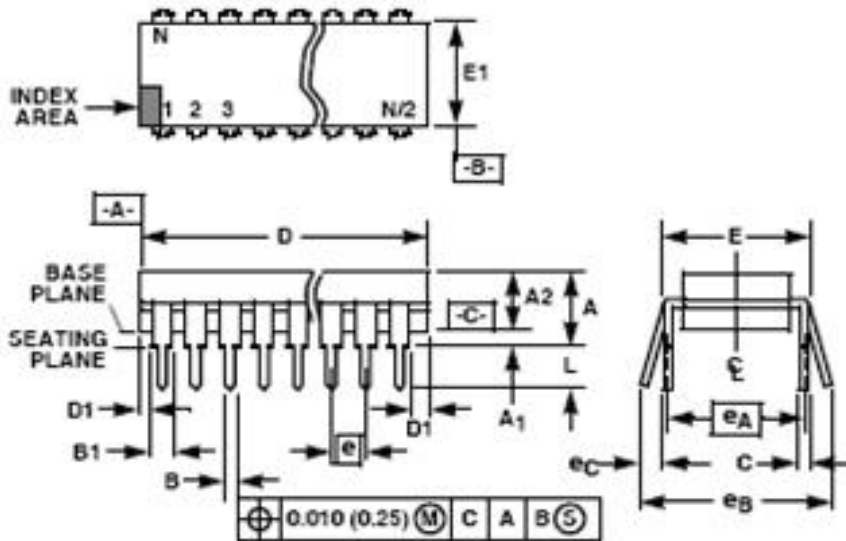 N
INDEX
AREA
1 2 3 N/2
E1
-B-
-A-
D
E
BASE
PLANE
A2
A
-C-
SEATING
PLANE
L
C
L
D1
D1
A1
eA
B1
e
eC
C
B
eB
⌖ 0.010 (0.25) Ⓜ C A B Ⓢ